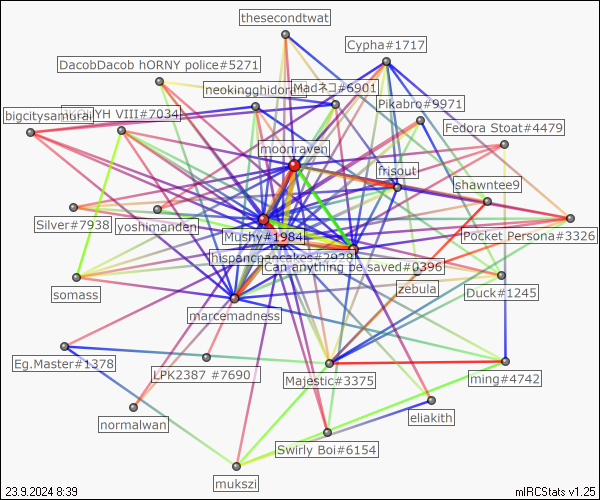 thesecondtwat
Cypha#1717
DacobDacob hORNY police#5271
neokingghidora
Madネコ#6901
Pikabro#9971
bigcitysamurai
VIII#7034
Fedora Stoat#4479
moonraven
frisout
shawntee9
Silver#7938
yoshimanden
Mushy#1984
Pocket Persona#3326
hispancpancakes#2928
Can anything be saved#0396
somass
zebula
Duck#1245
marcemadness
Eg.Master#1378
LPK2387 #7690
Majestic#3375
ming#4742
normalwan
eliakith
Swirly Boi#6154
mukszi
23.9.2024 8:39
mIRCStats v1.25